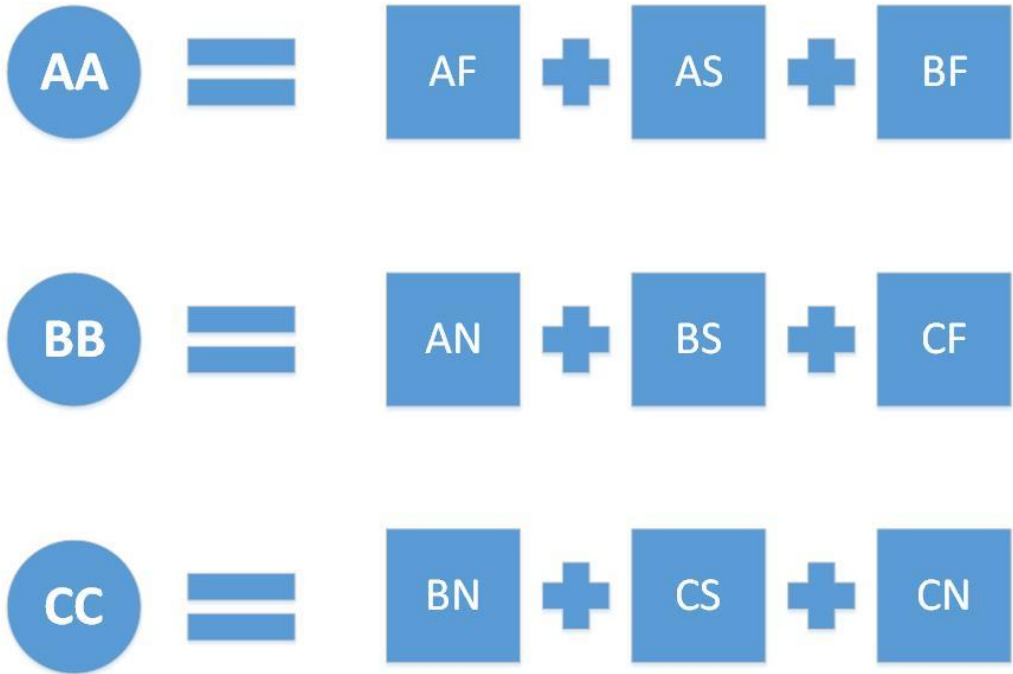 AA = AF + AS + BF
BB = AN + BS + CF
CC = BN + CS + CN